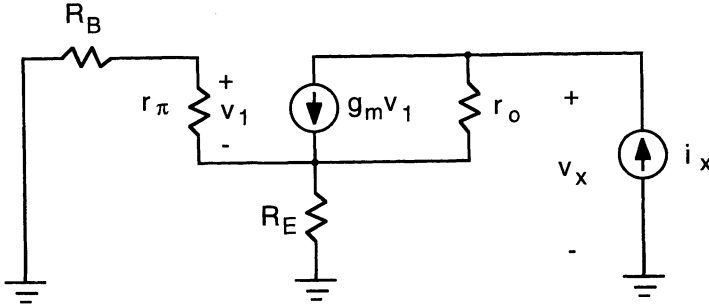 R_B
r_π
+
v_1
-
g_m v_1
r_o
+
v_x
-
i_x
R_E